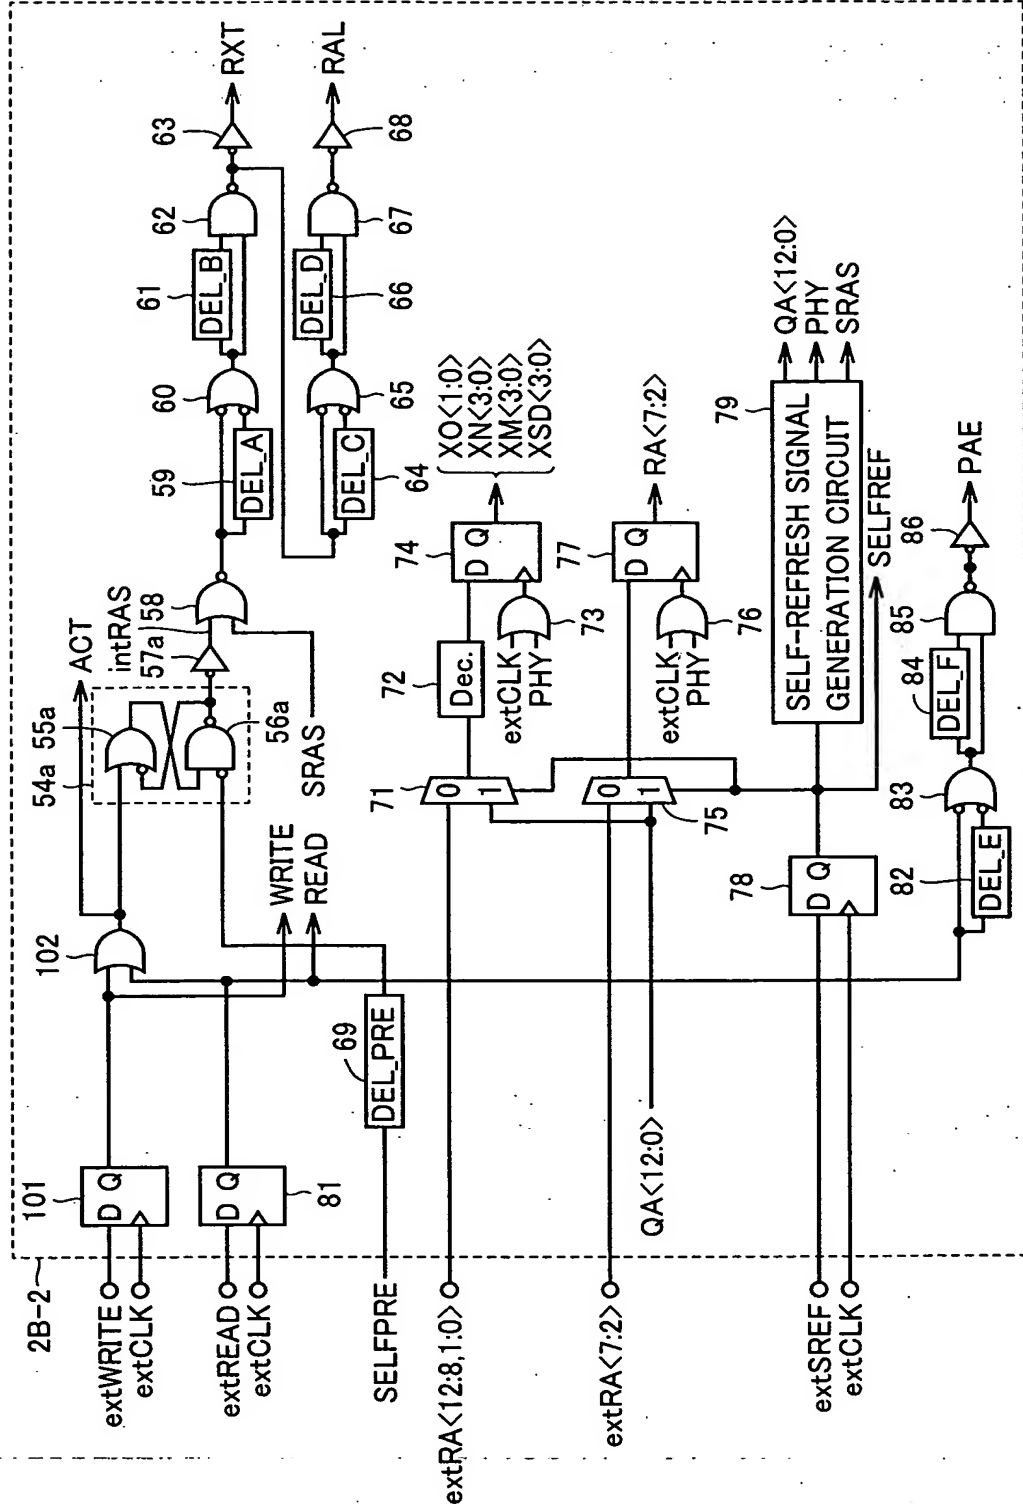 2B-2
extWRITE
extCLK
101
D Q
extREAD
extCLK
81
D Q
102
ACT
54a
55a
56a
intRAS
57a
58
SRAS
WRITE
READ
SELFPRE
69
DEL_PRE
59
DEL_A
60
61
DEL_B
62
63
RXT
64
DEL_C
65
66
DEL_D
67
68
RAL
extRA<12:8,1:0>
71
0
1
72
Dec.
extCLK
PHY
73
74
D Q
XO<1:0>
XN<3:0>
XM<3:0>
XSD<3:0>
extRA<7:2>
QA<12:0>
75
0
1
extCLK
PHY
76
77
D Q
RA<7:2>
extSREF
extCLK
78
D Q
79
SELF-REFRESH SIGNAL
GENERATION CIRCUIT
QA<12:0>
PHY
SRAS
SELFREF
82
DEL_E
83
84
DEL_F
85
86
PAE